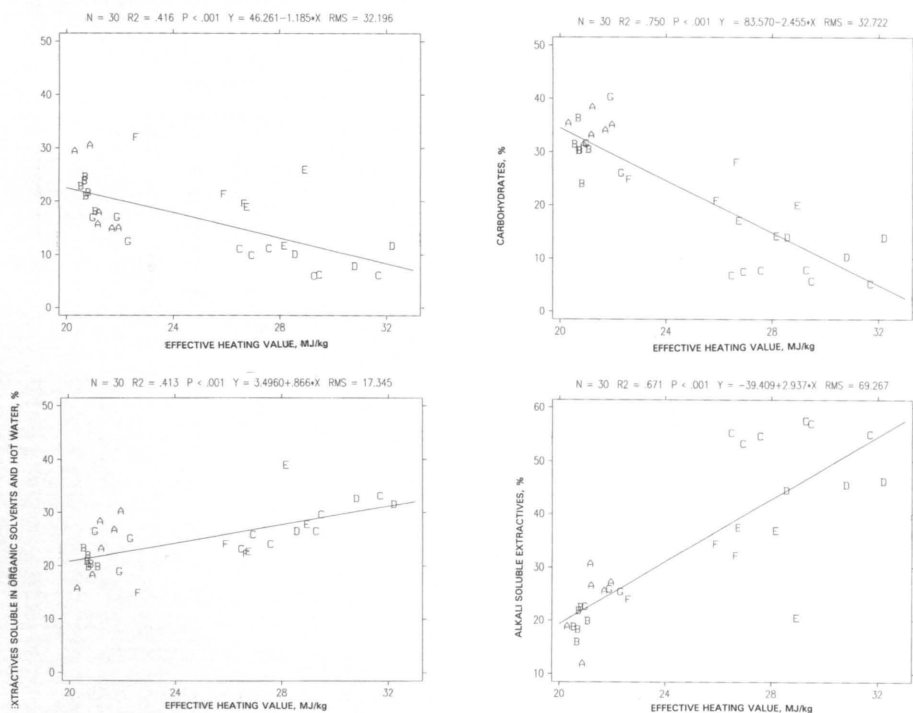 N = 30 R2 = .416 P < .001 Y = 46.261-1.185•X RMS = 32.196
50
40
30
20
10
0
20 24 28 32
EFFECTIVE HEATING VALUE, MJ/kg
N = 30 R2 = .750 P < .001 Y = 83.570-2.455•X RMS = 32.722
CARBOHYDRATES, %
50
40
30
20
10
0
20 24 28 32
EFFECTIVE HEATING VALUE, MJ/kg
N = 30 R2 = .413 P < .001 Y = 3.4960+.866•X RMS = 17.345
EXTRACTIVES SOLUBLE IN ORGANIC SOLVENTS AND HOT WATER, %
50
40
30
20
10
0
20 24 28 32
EFFECTIVE HEATING VALUE, MJ/kg
N = 30 R2 = .671 P < .001 Y = -39.409+2.937•X RMS = 69.267
ALKALI SOLUBLE EXTRACTIVES, %
60
50
40
30
20
10
20 24 28 32
EFFECTIVE HEATING VALUE, MJ/kg